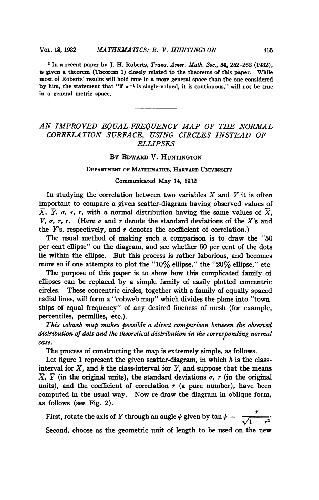 VOL. 18, 1932 MATHEMATICS: E. V. HUNTINGTON 465
² In a recent paper by J. H. Roberts, Trans. Amer. Math. Soc., 34, 252-262 (1932),
is given a theorem (Theorem 1) closely related to the theorems of this paper. While
most of Roberts' results will hold true in a more general space than the one considered
by him, the statement that "if is single-valued, it is continuous," will not be true
in a general metric space.
AN IMPROVED EQUAL-FREQUENCY MAP OF THE NORMAL
CORRELATION SURFACE, USING CIRCLES INSTEAD OF
ELLIPSES
BY EDWARD V. HUNTINGTON
DEPARTMENT OF MATHEMATICS, HARVARD UNIVERSITY
Communicated May 14, 1932
In studying the correlation between two variables X and Y it is often
important to compare a given scatter-diagram having observed values of
X̅, Y̅, σ, τ, r, with a normal distribution having the same values of X̅,
Y̅, σ, τ, r. (Here σ and τ denote the standard deviations of the X's and
the Y's, respectively, and r denotes the coefficient of correlation.)
The usual method of making such a comparison is to draw the "50
per cent ellipse" on the diagram, and see whether 50 per cent of the dots
lie within the ellipse. But this process is rather laborious, and becomes
more so if one attempts to plot the "10% ellipse," the "20% ellipse," etc.
The purpose of this paper is to show how this complicated family of
ellipses can be replaced by a simple family of easily plotted concentric
circles. These concentric circles, together with a family of equally spaced
radial lines, will form a "cobweb map" which divides the plane into "town-
ships of equal frequency" of any desired fineness of mesh (for example,
percentiles, permilles, etc.).
This cobweb map makes possible a direct comparison between the observed
distribution of dots and the theoretical distribution in the corresponding normal
case.
The process of constructing the map is extremely simple, as follows.
Let figure 1 represent the given scatter-diagram, in which h is the class-
interval for X, and k the class-interval for Y, and suppose that the means
X̅, Y̅ (in the original units), the standard deviations σ, τ (in the original
units), and the coefficient of correlation r (a pure number), have been
computed in the usual way. Now re-draw the diagram in oblique form,
as follows (see Fig. 2).
First, rotate the axis of Y through an angle ϕ given by tan ϕ = r / √1 − r²
Second, choose as the geometric unit of length to be used on the new